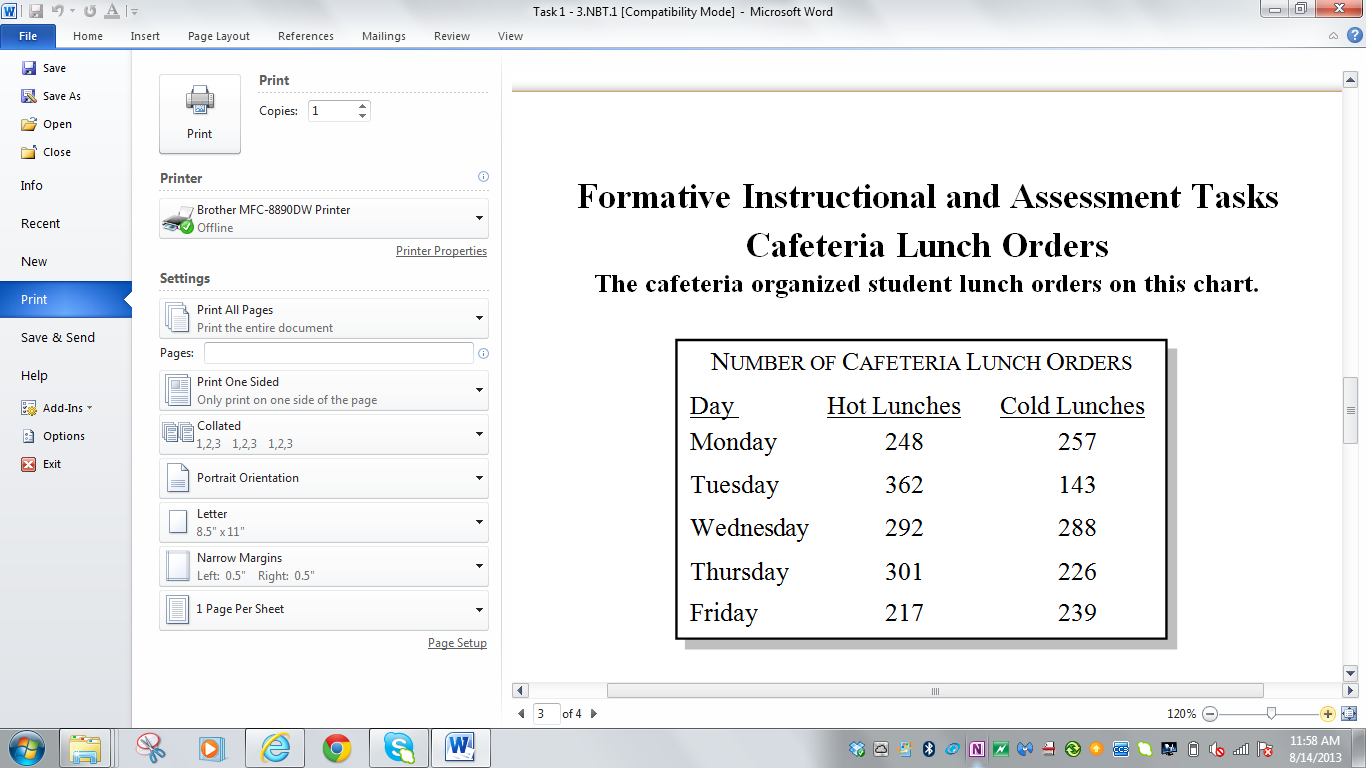 Task 1 - 3.NBT.1 [Compatibility Mode] - Microsoft Word
File Home Insert Page Layout References Mailings Review View
Save
Save As
Open
Close
Info
Recent
New
Print
Save & Send
Help
Add-Ins
Options
Exit
Print
Print
Copies: 1
Printer
Brother MFC-8890DW Printer
Offline
Printer Properties
Settings
Print All Pages
Print the entire document
Pages:
Print One Sided
Only print on one side of the page
Collated
1,2,3 1,2,3 1,2,3
Portrait Orientation
Letter
8.5" x 11"
Narrow Margins
Left: 0.5" Right: 0.5"
1 Page Per Sheet
Page Setup
Formative Instructional and Assessment Tasks
Cafeteria Lunch Orders
The cafeteria organized student lunch orders on this chart.
NUMBER OF CAFETERIA LUNCH ORDERS
Day Hot Lunches Cold Lunches
Monday 248 257
Tuesday 362 143
Wednesday 292 288
Thursday 301 226
Friday 217 239
3 of 4
120%
11:58 AM
8/14/2013